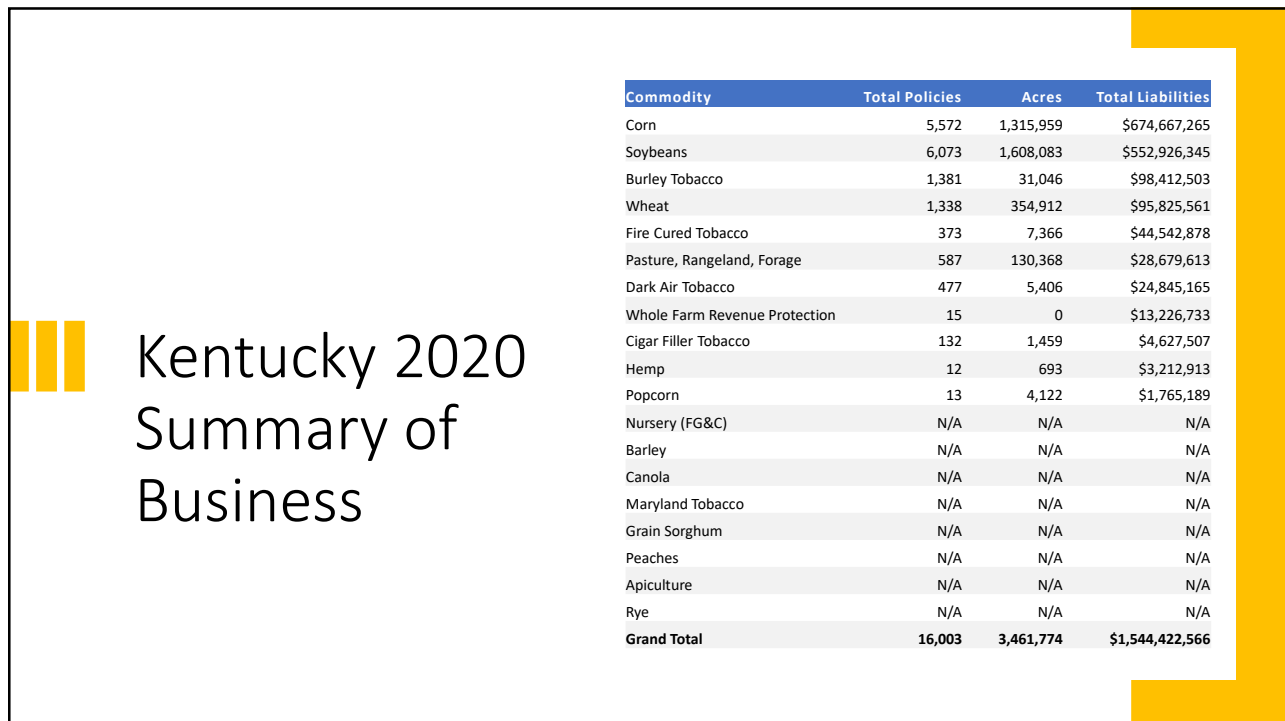 Kentucky 2020
Summary of
Business
Commodity Total Policies Acres Total Liabilities
Corn 5,572 1,315,959 $674,667,265
Soybeans 6,073 1,608,083 $552,926,345
Burley Tobacco 1,381 31,046 $98,412,503
Wheat 1,338 354,912 $95,825,561
Fire Cured Tobacco 373 7,366 $44,542,878
Pasture, Rangeland, Forage 587 130,368 $28,679,613
Dark Air Tobacco 477 5,406 $24,845,165
Whole Farm Revenue Protection 15 0 $13,226,733
Cigar Filler Tobacco 132 1,459 $4,627,507
Hemp 12 693 $3,212,913
Popcorn 13 4,122 $1,765,189
Nursery (FG&C) N/A N/A N/A
Barley N/A N/A N/A
Canola N/A N/A N/A
Maryland Tobacco N/A N/A N/A
Grain Sorghum N/A N/A N/A
Peaches N/A N/A N/A
Apiculture N/A N/A N/A
Rye N/A N/A N/A
Grand Total 16,003 3,461,774 $1,544,422,566